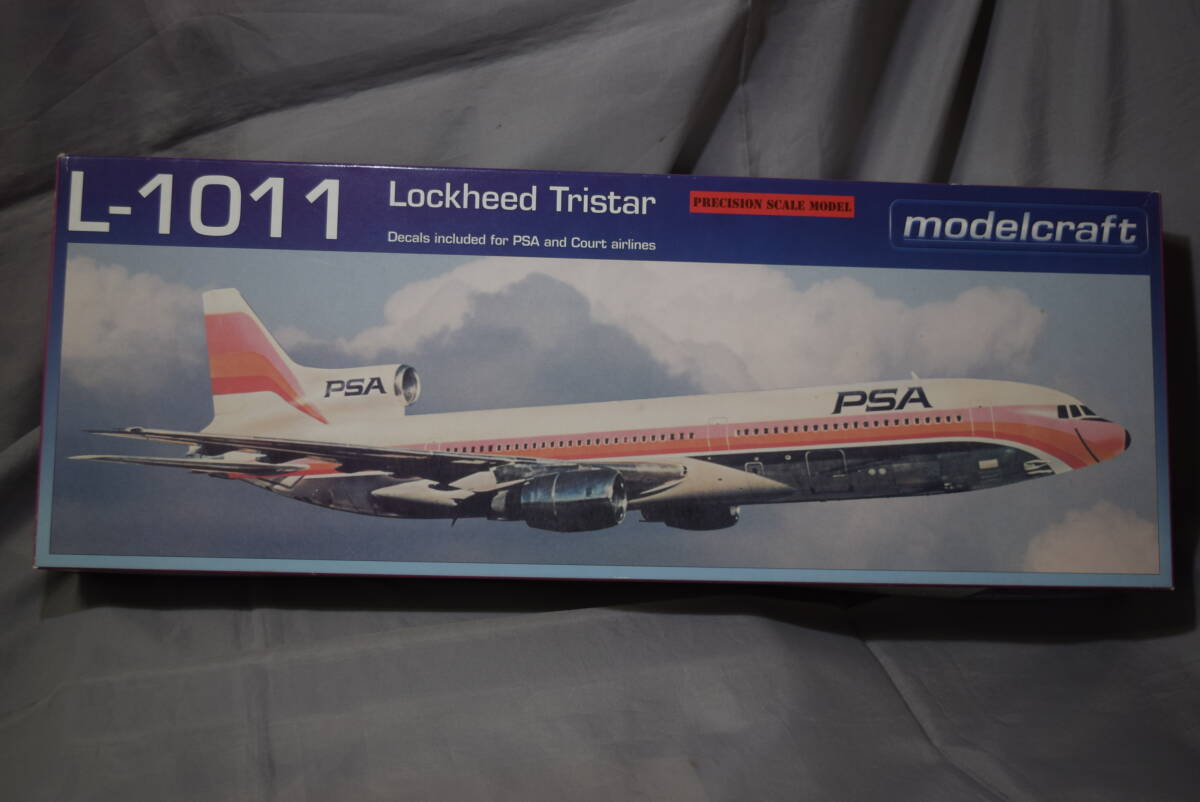 L-1011
Lockheed Tristar
PRECISION SCALE MODEL
modelcraft
Decals included for PSA and Court airlines
PSA
PSA